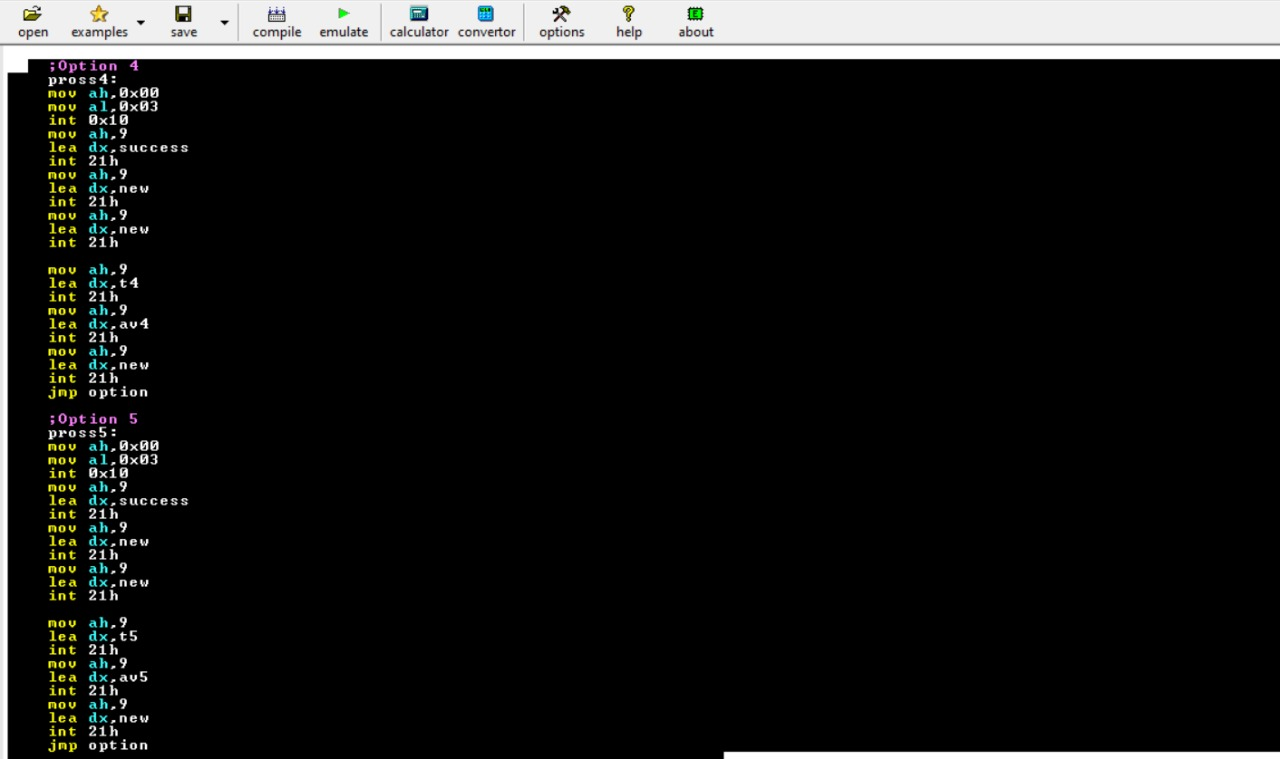 open examples save compile emulate calculator convertor options help about
;Option 4
pross4:
mov ah,0x00
mov al,0x03
int 0x10
mov ah,9
lea dx,success
int 21h
mov ah,9
lea dx,new
int 21h
mov ah,9
lea dx,new
int 21h
mov ah,9
lea dx,t4
int 21h
mov ah,9
lea dx,av4
int 21h
mov ah,9
lea dx,new
int 21h
jmp option
;Option 5
pross5:
mov ah,0x00
mov al,0x03
int 0x10
mov ah,9
lea dx,success
int 21h
mov ah,9
lea dx,new
int 21h
mov ah,9
lea dx,new
int 21h
mov ah,9
lea dx,t5
int 21h
mov ah,9
lea dx,av5
int 21h
mov ah,9
lea dx,new
int 21h
jmp option